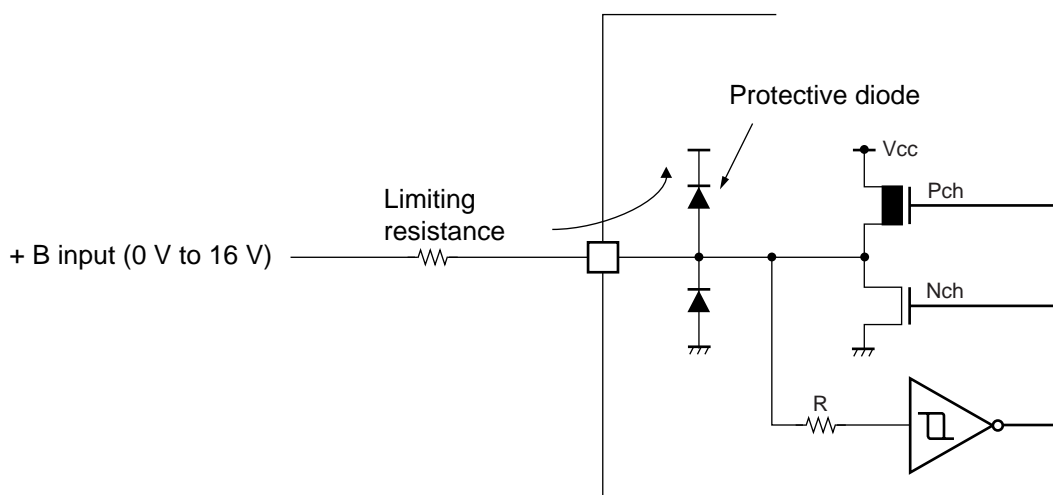 Protective diode
Vcc
Limiting
resistance
Pch
+ B input (0 V to 16 V)
Nch
R